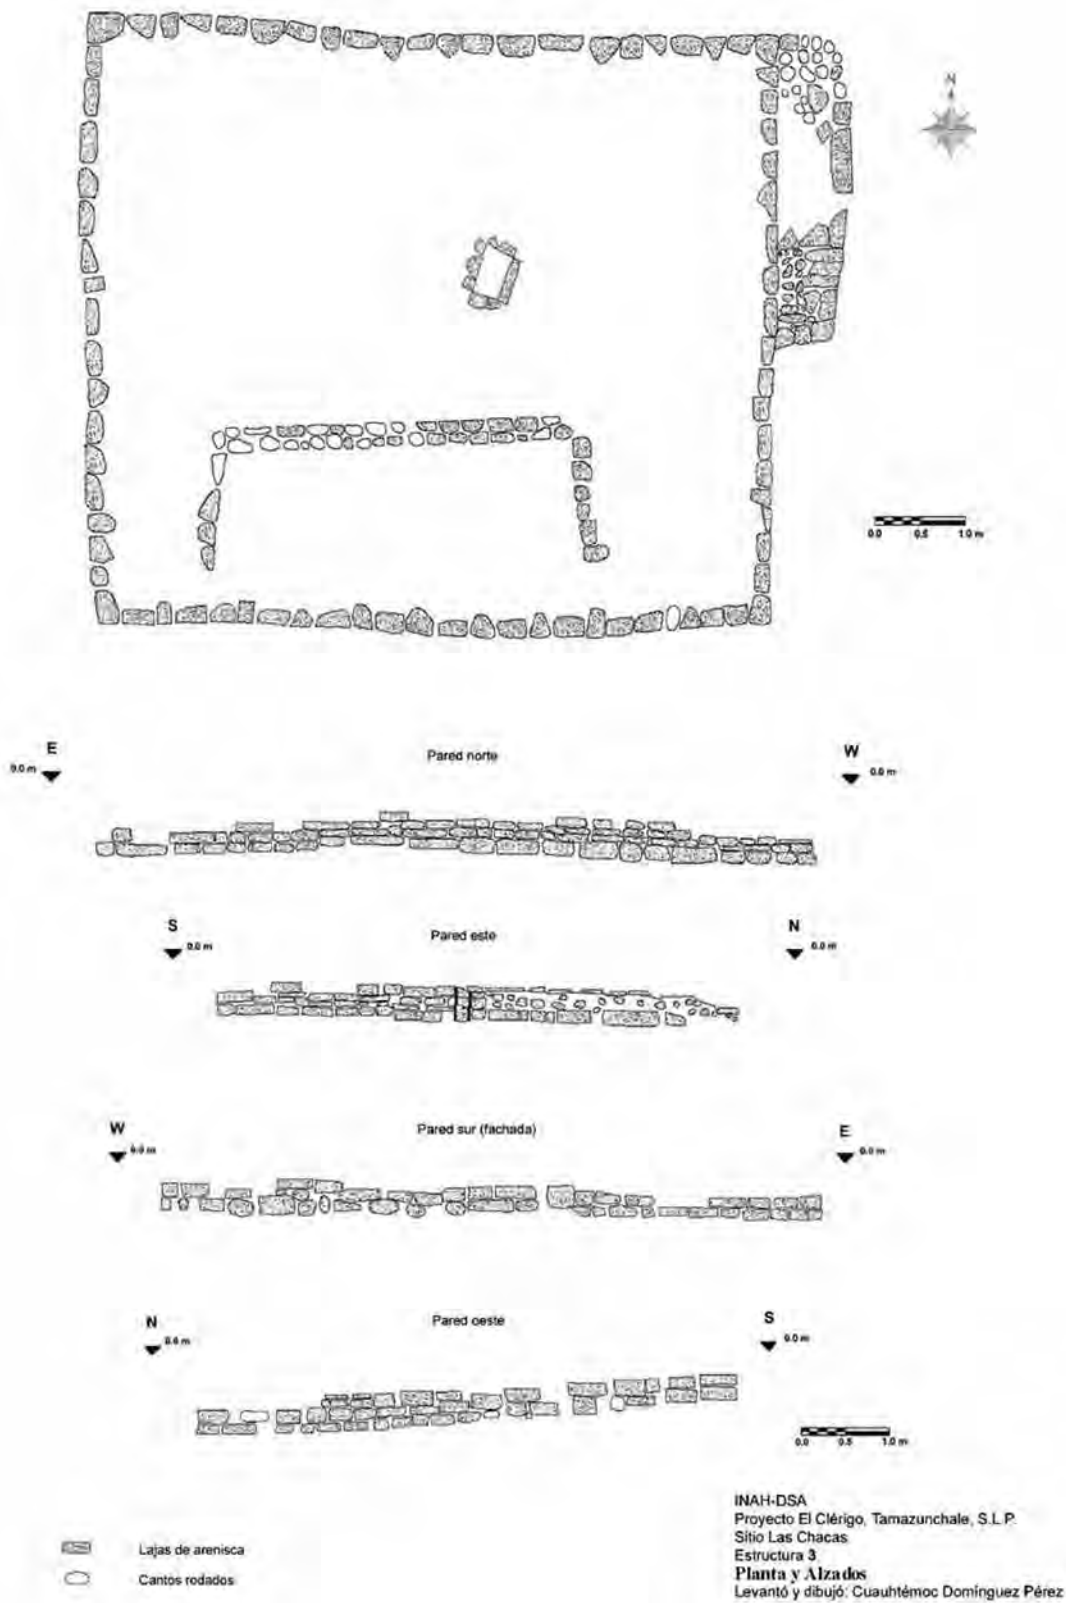 N
0.0 0.5 1.0 m
E Pared norte W
0.0 m 0.0 m
S Pared este N
0.0 m 0.0 m
W Pared sur (fachada) E
0.0 m 0.0 m
N Pared oeste S
0.0 m 0.0 m
0.0 0.5 1.0 m
Lajas de arenisca
Cantos rodados
INAH-DSA
Proyecto El Clérigo, Tamazunchale, S.L.P.
Sitio Las Chacas
Estructura 3
Planta y Alzados
Levantó y dibujó: Cuauhtémoc Domínguez Pérez